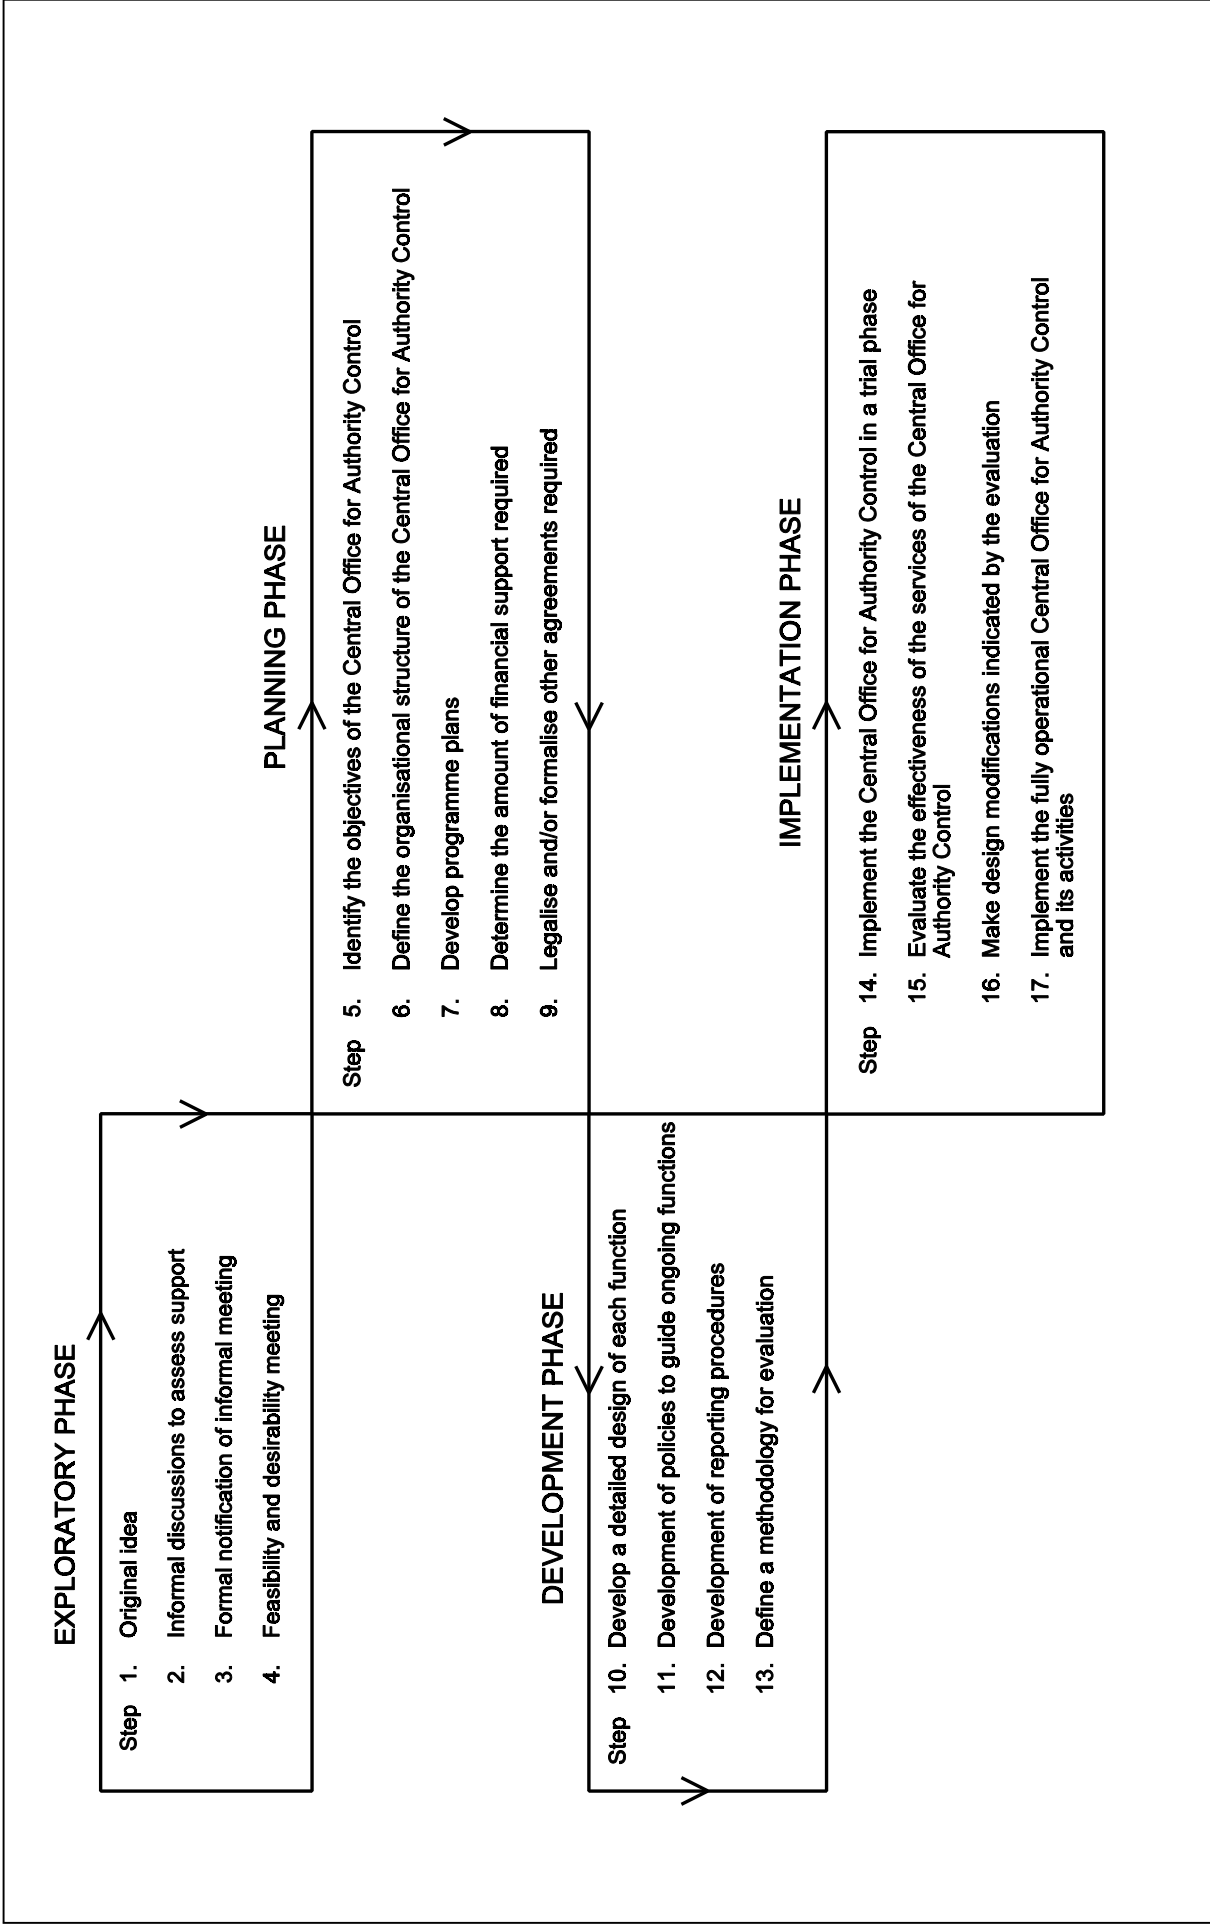 EXPLORATORY PHASE
Step 1. Original idea
2. Informal discussions to assess support
3. Formal notification of informal meeting
4. Feasibility and desirability meeting
PLANNING PHASE
Step 5. Identify the objectives of the Central Office for Authority Control
6. Define the organisational structure of the Central Office for Authority Control
7. Develop programme plans
8. Determine the amount of financial support required
9. Legalise and/or formalise other agreements required
DEVELOPMENT PHASE
Step 10. Develop a detailed design of each function
11. Development of policies to guide ongoing functions
12. Development of reporting procedures
13. Define a methodology for evaluation
IMPLEMENTATION PHASE
Step 14. Implement the Central Office for Authority Control in a trial phase
15. Evaluate the effectiveness of the services of the Central Office for
Authority Control
16. Make design modifications indicated by the evaluation
17. Implement the fully operational Central Office for Authority Control
and its activities